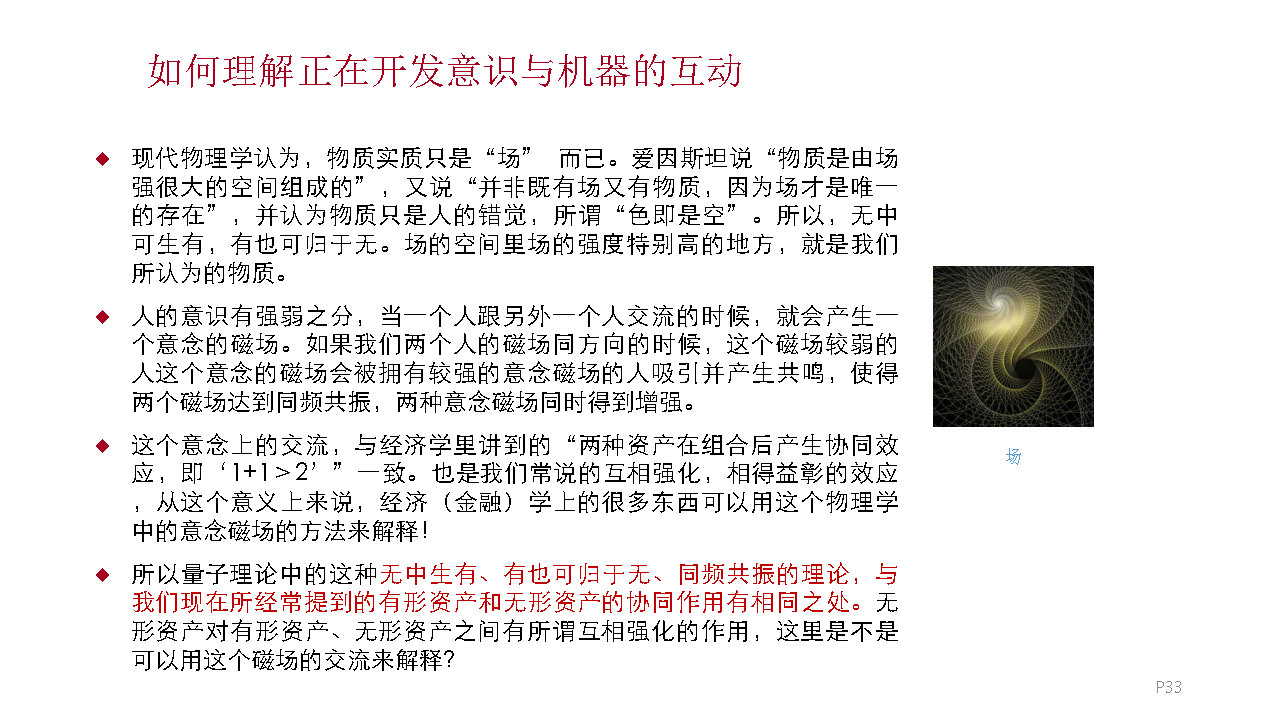 如何理解正在开发意识与机器的互动
◆ 现代物理学认为，物质实质只是“场” 而已。爱因斯坦说“物质是由场
强很大的空间组成的”，又说“并非既有场又有物质，因为场才是唯一
的存在”，并认为物质只是人的错觉，所谓“色即是空”。所以，无中
可生有，有也可归于无。场的空间里场的强度特别高的地方，就是我们
所认为的物质。
◆ 人的意识有强弱之分，当一个人跟另外一个人交流的时候，就会产生一
个意念的磁场。如果我们两个人的磁场同方向的时候，这个磁场较弱的
人这个意念的磁场会被拥有较强的意念磁场的人吸引并产生共鸣，使得
两个磁场达到同频共振，两种意念磁场同时得到增强。
◆ 这个意念上的交流，与经济学里讲到的“两种资产在组合后产生协同效
应，即‘1+1＞2’”一致。也是我们常说的互相强化，相得益彰的效应
，从这个意义上来说，经济（金融）学上的很多东西可以用这个物理学
中的意念磁场的方法来解释！
◆ 所以量子理论中的这种无中生有、有也可归于无、同频共振的理论，与
我们现在所经常提到的有形资产和无形资产的协同作用有相同之处。无
形资产对有形资产、无形资产之间有所谓互相强化的作用，这里是不是
可以用这个磁场的交流来解释？
场
P33